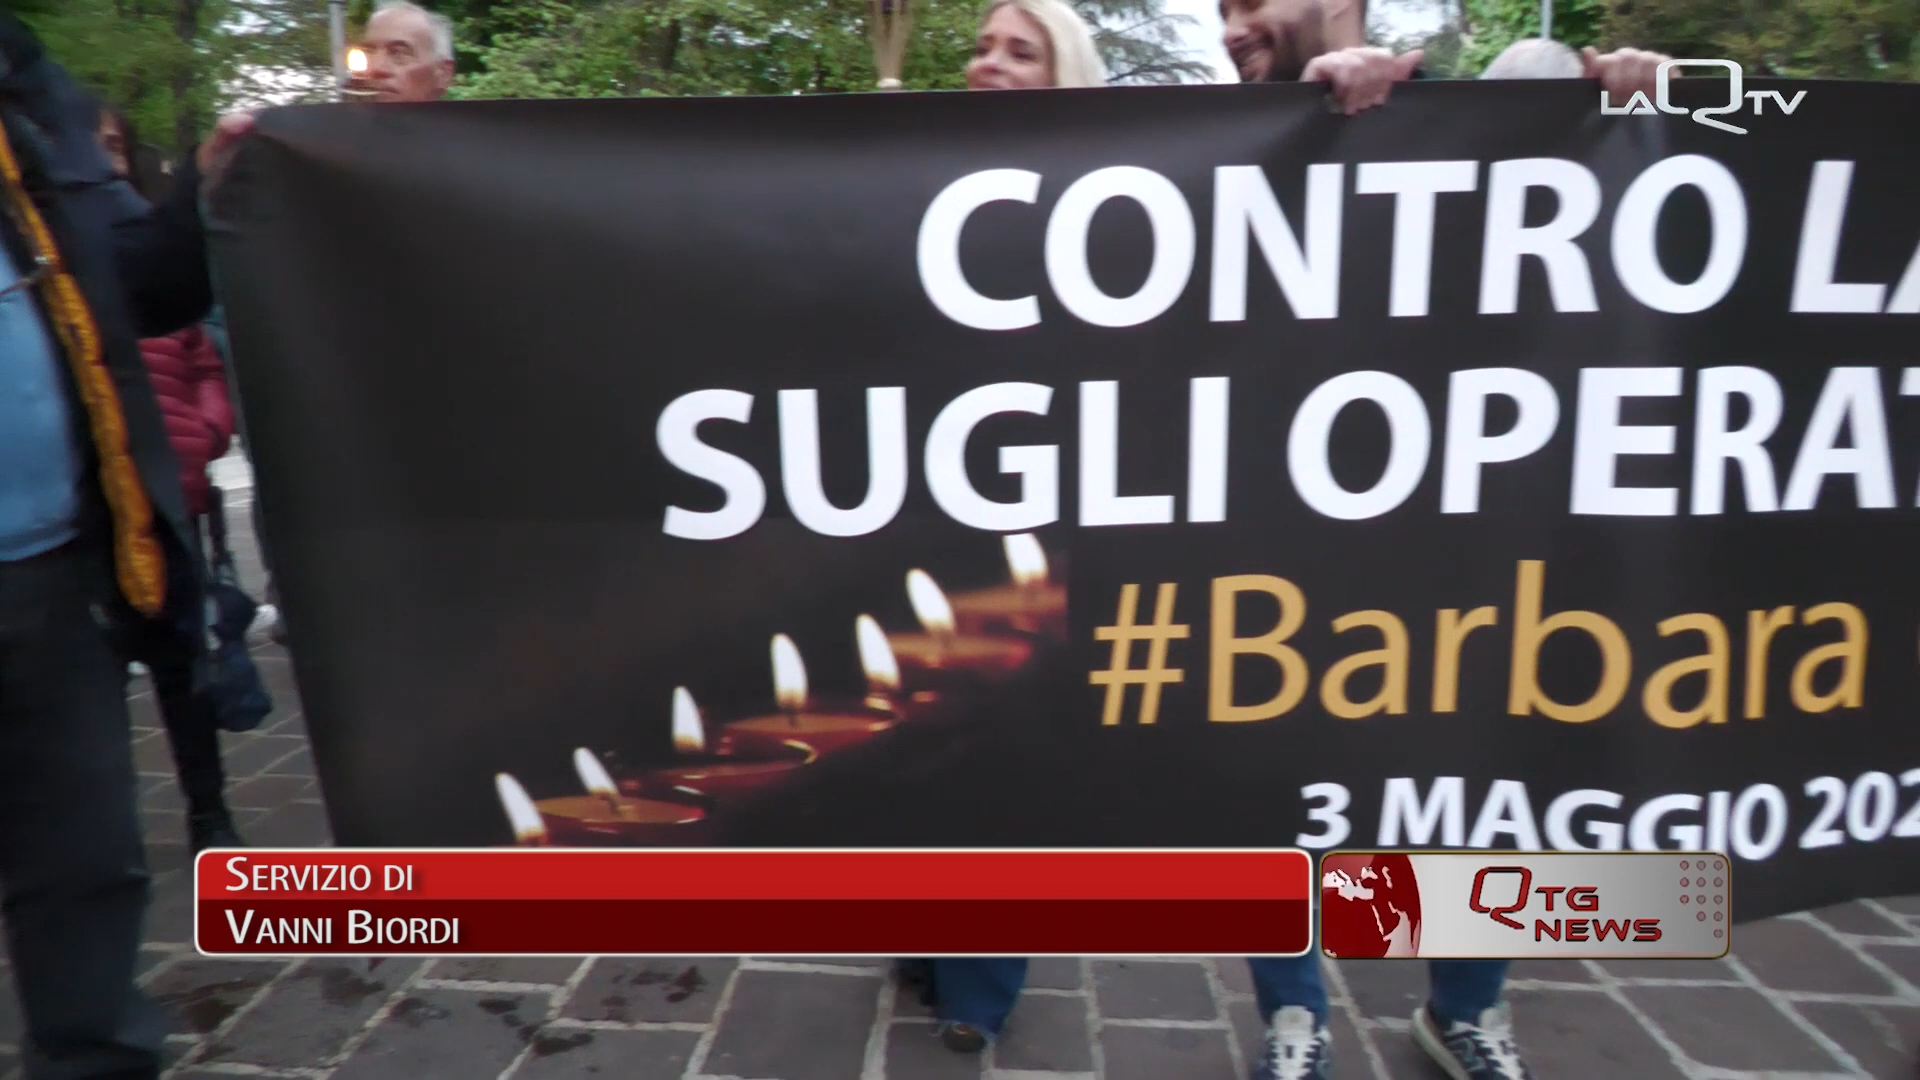 LAQTV
CONTRO LA
SUGLI OPERAT
#Barbara
3 MAGGIO 202
SERVIZIO DI
VANNI BIORDI
QTG
NEWS